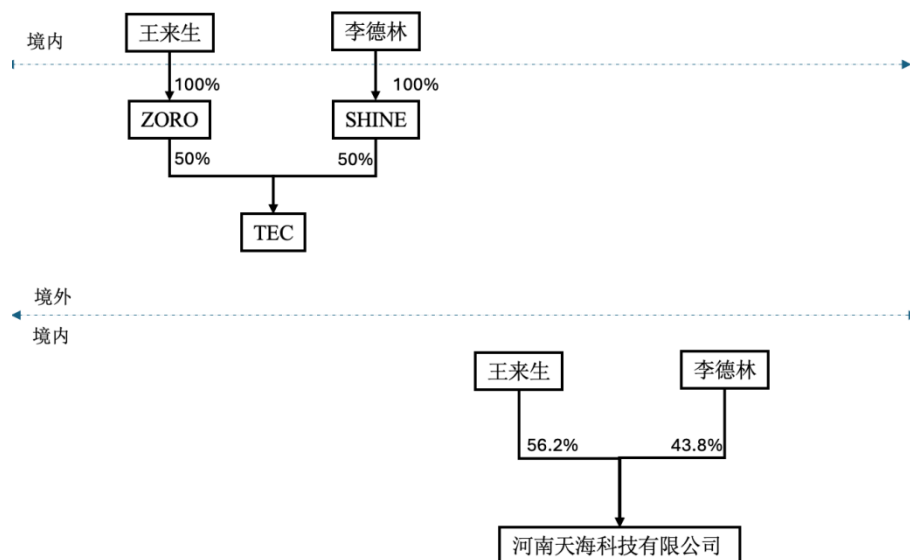 王来生 李德林
境内
100% 100%
ZORO SHINE
50% 50%
TEC
境外
境内
王来生 李德林
56.2% 43.8%
河南天海科技有限公司